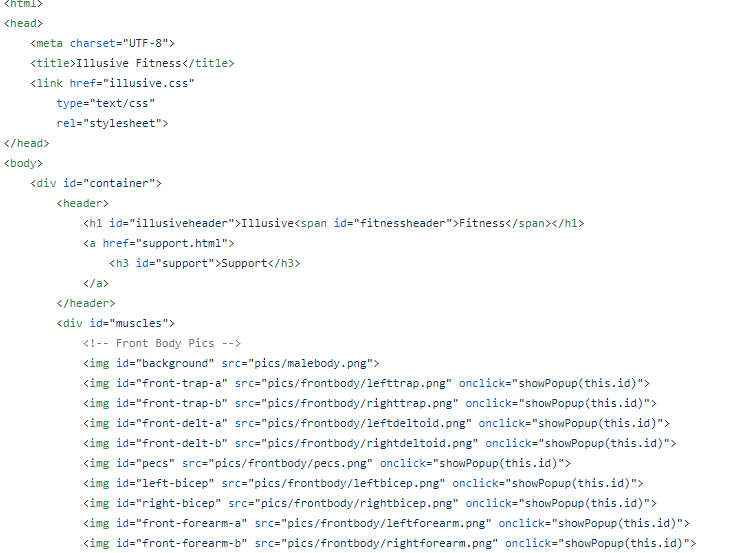 <html>
<head>
<meta charset="UTF-8">
<title>Illusive Fitness</title>
<link href="illusive.css"
type="text/css"
rel="stylesheet">
</head>
<body>
<div id="container">
<header>
<h1 id="illusiveheader">Illusive<span id="fitnessheader">Fitness</span></h1>
<a href="support.html">
<h3 id="support">Support</h3>
</a>
</header>
<div id="muscles">
<!-- Front Body Pics -->
<img id="background" src="pics/malebody.png">
<img id="front-trap-a" src="pics/frontbody/lefttrap.png" onclick="showPopup(this.id)">
<img id="front-trap-b" src="pics/frontbody/righttrap.png" onclick="showPopup(this.id)">
<img id="front-delt-a" src="pics/frontbody/leftdeltoid.png" onclick="showPopup(this.id)">
<img id="front-delt-b" src="pics/frontbody/rightdeltoid.png" onclick="showPopup(this.id)">
<img id="pecs" src="pics/frontbody/pecs.png" onclick="showPopup(this.id)">
<img id="left-bicep" src="pics/frontbody/leftbicep.png" onclick="showPopup(this.id)">
<img id="right-bicep" src="pics/frontbody/rightbicep.png" onclick="showPopup(this.id)">
<img id="front-forearm-a" src="pics/frontbody/leftforearm.png" onclick="showPopup(this.id)">
<img id="front-forearm-b" src="pics/frontbody/rightforearm.png" onclick="showPopup(this.id)">